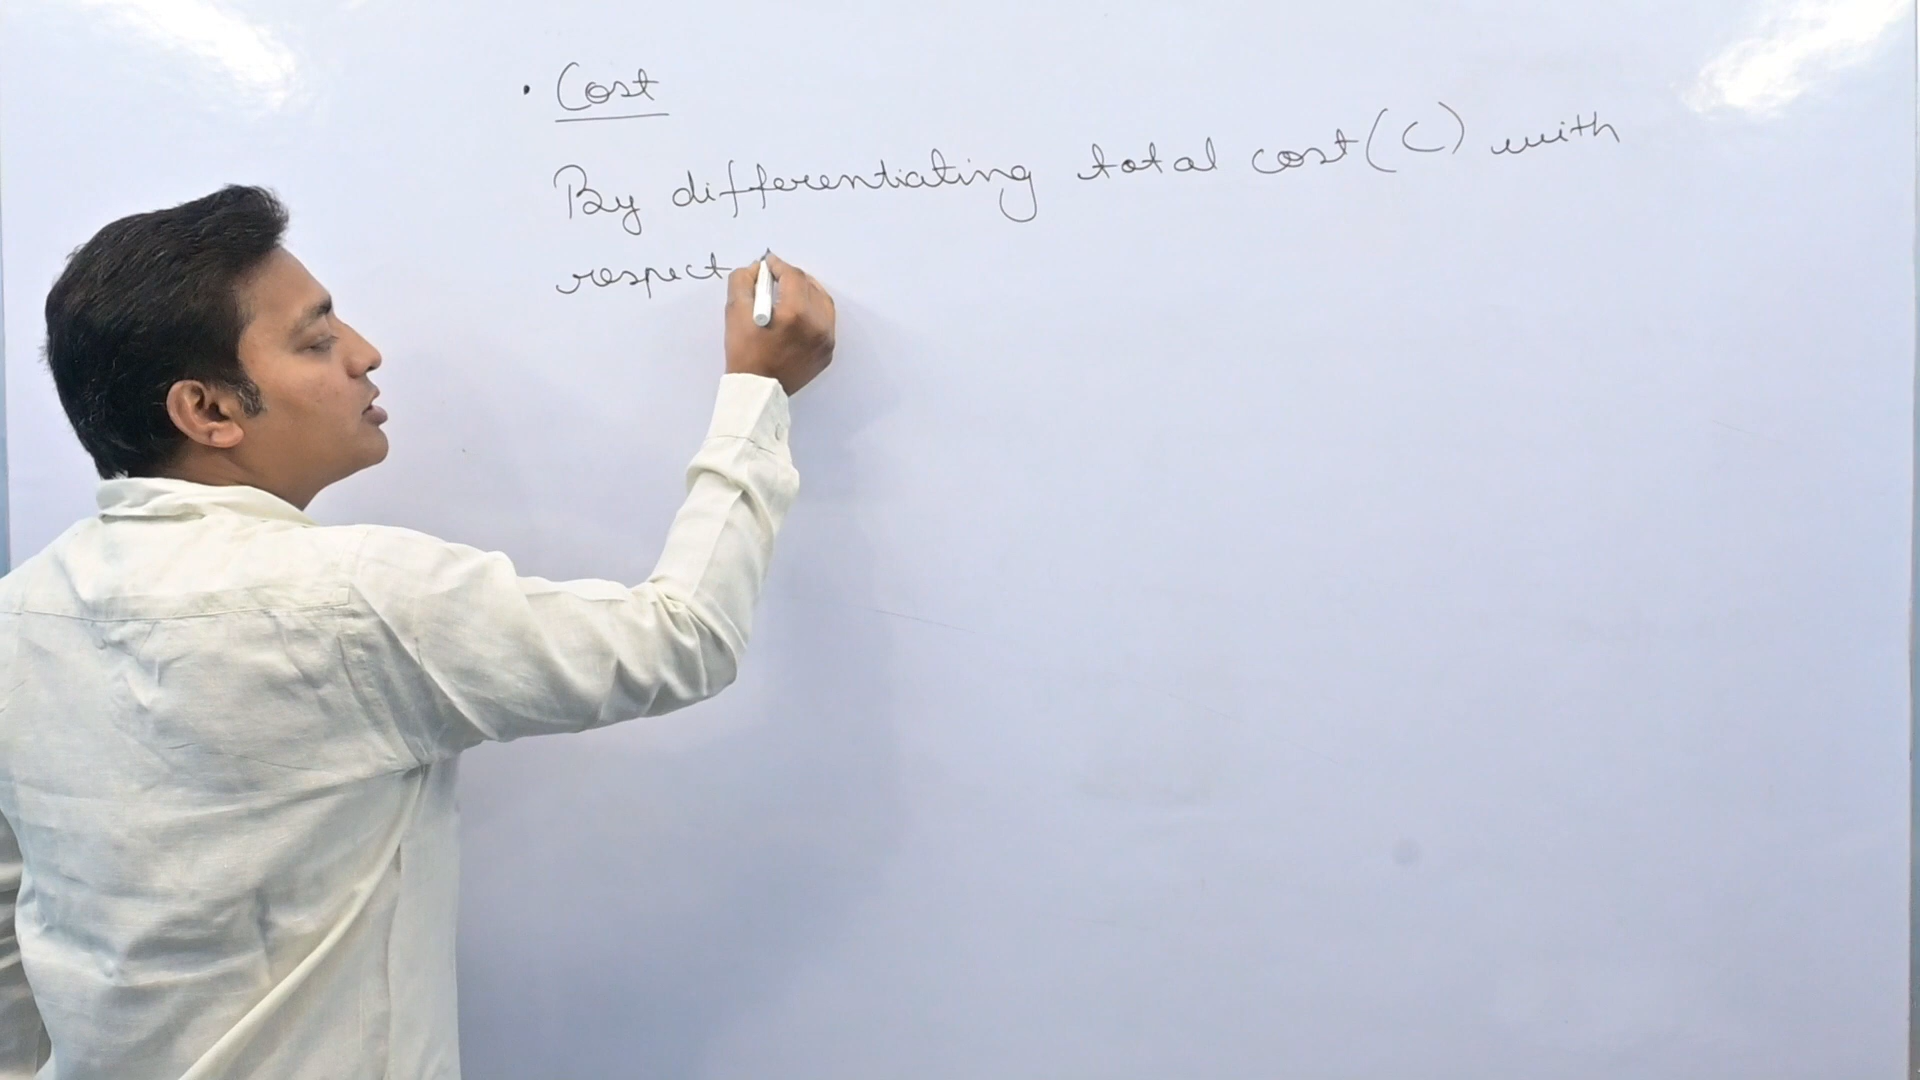 • Cost
By differentiating total cost (C) with
respect